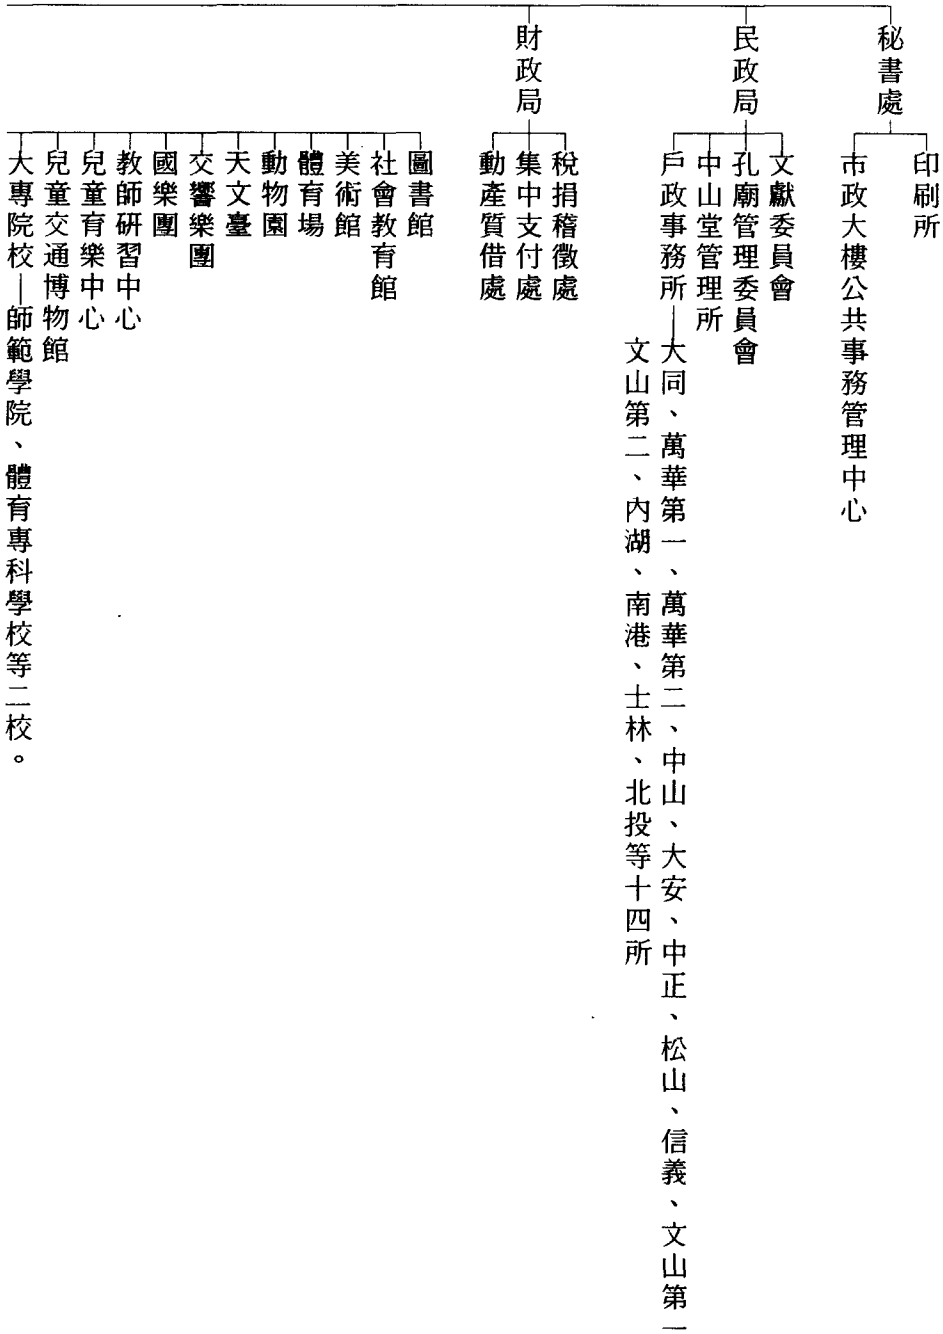 秘書處
印刷所
市政大樓公共事務管理中心
民政局
文獻委員會
孔廟管理委員會
中山堂管理所
戶政事務所—大同、萬華第一、萬華第二、中山、大安、中正、松山、信義、文山第一
文山第二、內湖、南港、士林、北投等十四所
財政局
稅捐稽徵處
集中支付處
動產質借處
圖書館
社會教育館
美術館
體育場
動物園
天文臺
交響樂團
國樂團
教師研習中心
兒童育樂中心
兒童交通博物館
大專院校—師範學院、體育專科學校等二校。